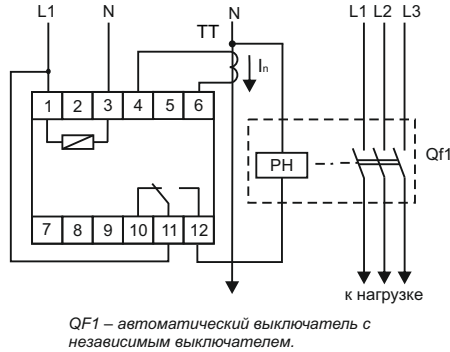 L1 N ТТ N L1 L2 L3
Iп
1 2 3 4 5 6
РН Qf1
7 8 9 10 11 12
к нагрузке
QF1 – автоматический выключатель с
независимым выключателем.